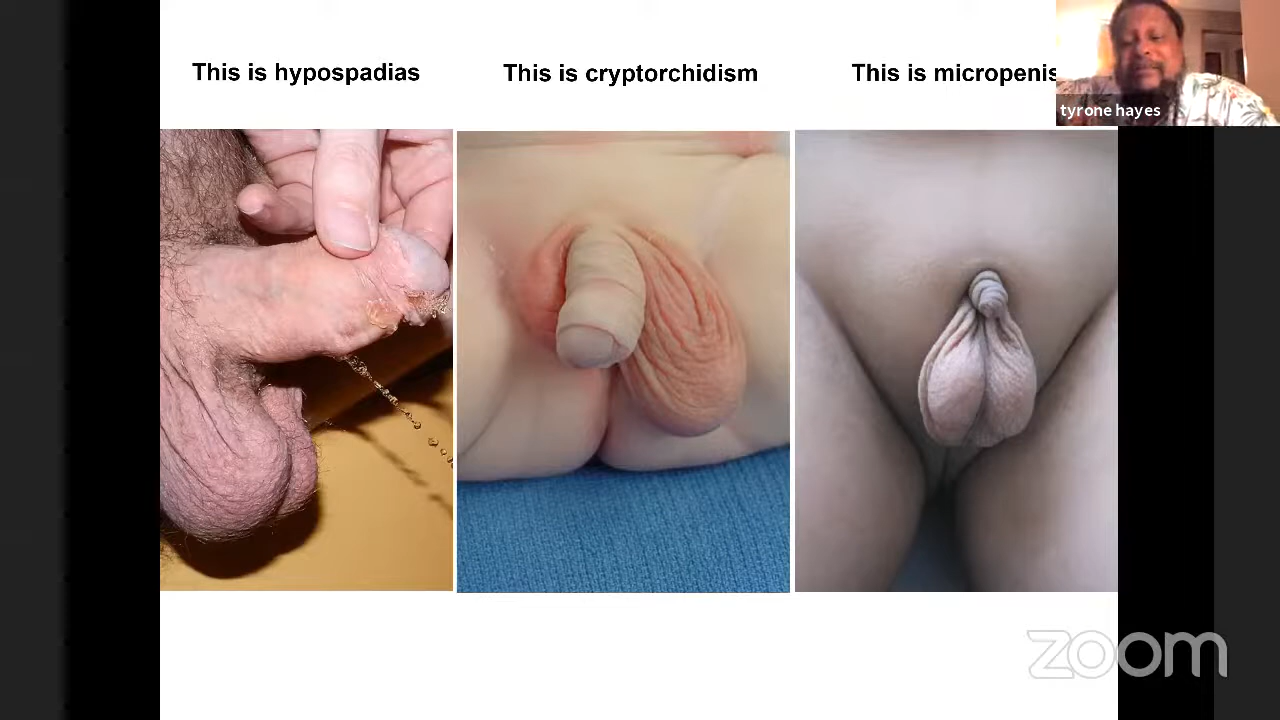 This is hypospadias
This is cryptorchidism
This is micropenis
tyrone hayes
zoom